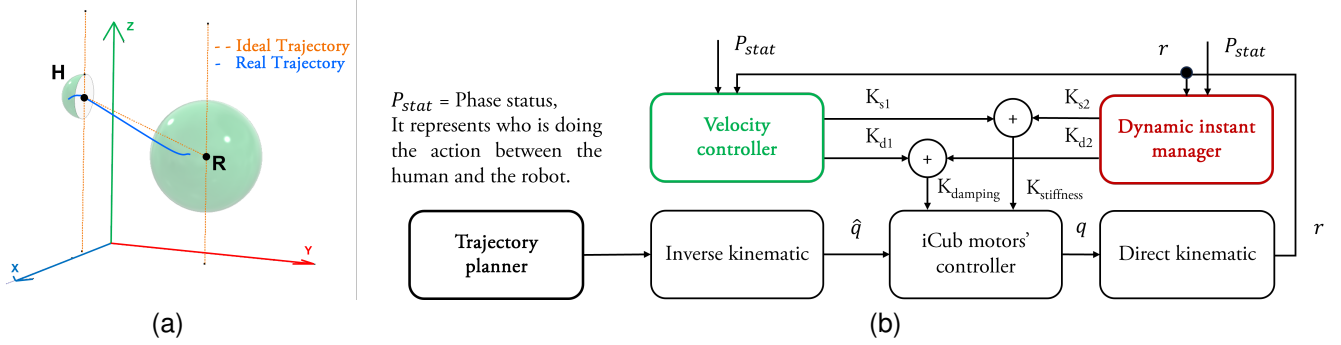 Z
H
- - Ideal Trajectory
- Real Trajectory
R
Y
X
(a)
P_stat = Phase status,
It represents who is doing
the action between the
human and the robot.
P_stat
r
P_stat
Velocity
controller
K_s1
K_d1
+
+
K_s2
K_d2
Dynamic instant
manager
K_damping
K_stiffness
Trajectory
planner
Inverse kinematic
q̂
iCub motors’
controller
q
Direct kinematic
r
(b)